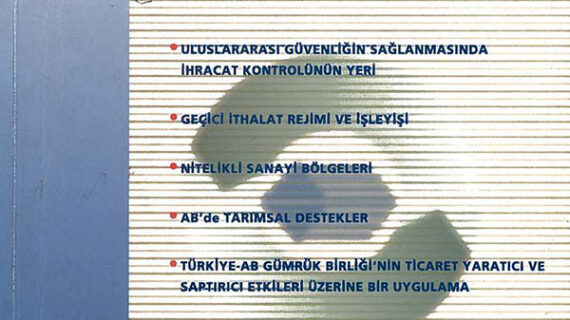 • ULUSLARARASI GÜVENLİĞİN SAĞLANMASINDA
İHRACAT KONTROLÜNÜN YERİ
• GEÇİCİ İTHALAT REJİMİ VE İŞLEYİŞİ
• NİTELİKLİ SANAYİ BÖLGELERİ
• AB'de TARIMSAL DESTEKLER
• TÜRKİYE-AB GÜMRÜK BİRLİĞİ'NİN TİCARET YARATICI VE
SAPTIRICI ETKİLERİ ÜZERİNE BİR UYGULAMA